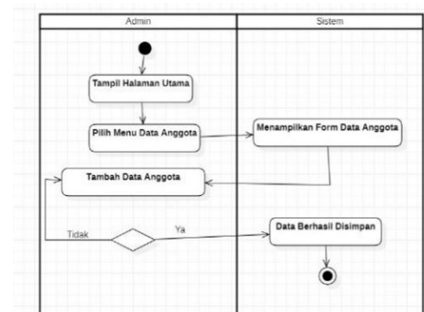 Admin
Sistem
Tampil Halaman Utama
Pilih Menu Data Anggota
Menampilkan Form Data Anggota
Tambah Data Anggota
Tidak
Ya
Data Berhasil Disimpan